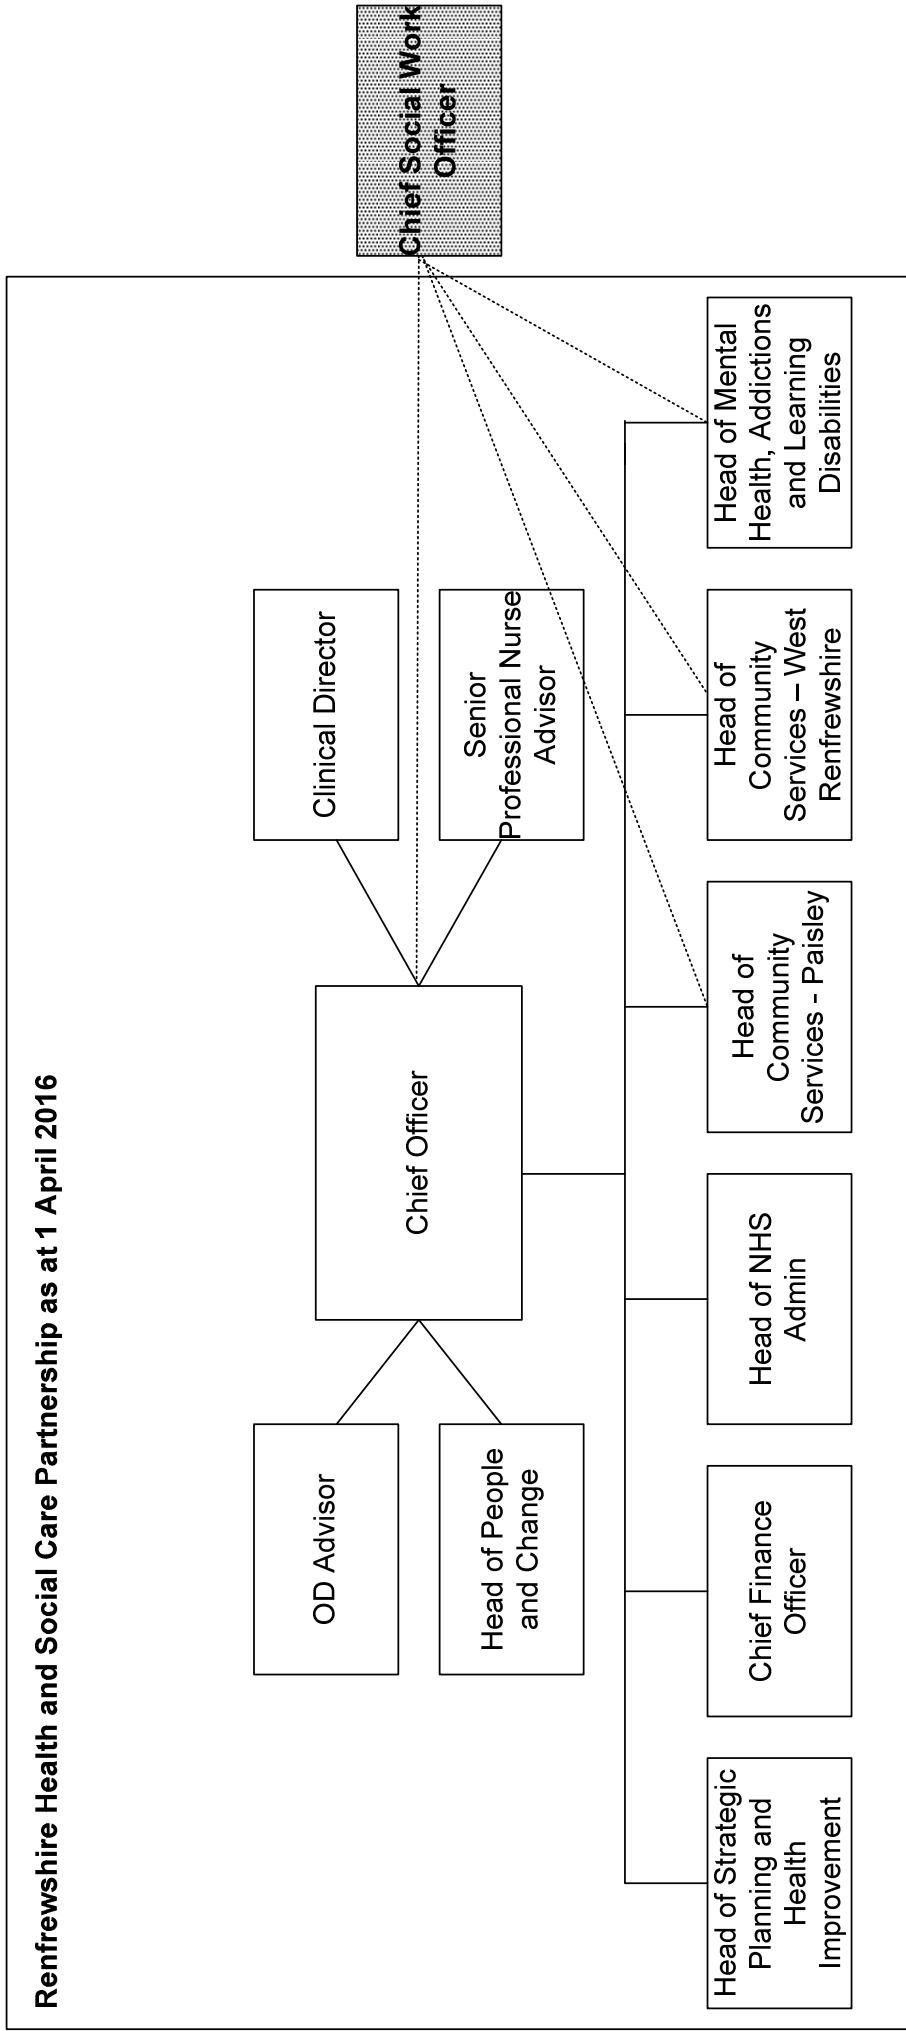 Renfrewshire Health and Social Care Partnership as at 1 April 2016
Chief Social Work
Officer
OD Advisor
Clinical Director
Chief Officer
Head of People
and Change
Senior
Professional Nurse
Advisor
Head of Strategic
Planning and
Health
Improvement
Chief Finance
Officer
Head of NHS
Admin
Head of
Community
Services - Paisley
Head of
Community
Services – West
Renfrewshire
Head of Mental
Health, Addictions
and Learning
Disabilities